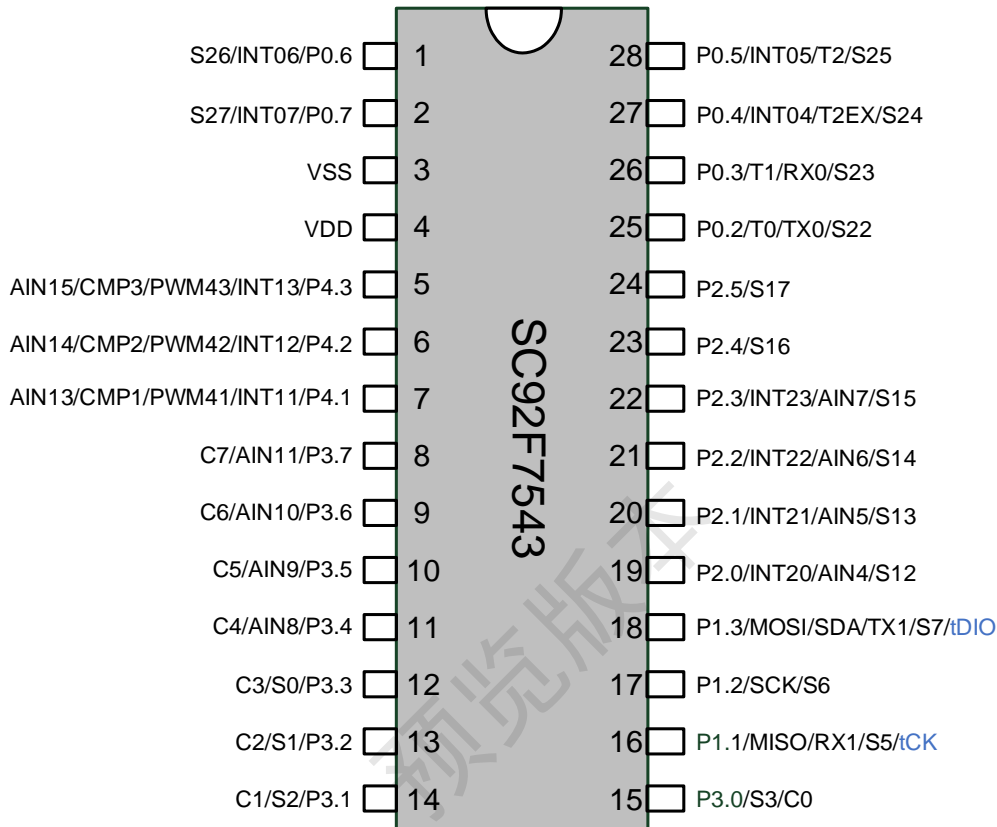 S26/INT06/P0.6 1 28 P0.5/INT05/T2/S25
S27/INT07/P0.7 2 27 P0.4/INT04/T2EX/S24
VSS 3 26 P0.3/T1/RX0/S23
VDD 4 25 P0.2/T0/TX0/S22
AIN15/CMP3/PWM43/INT13/P4.3 5 24 P2.5/S17
AIN14/CMP2/PWM42/INT12/P4.2 6 23 P2.4/S16
AIN13/CMP1/PWM41/INT11/P4.1 7 22 P2.3/INT23/AIN7/S15
C7/AIN11/P3.7 8 21 P2.2/INT22/AIN6/S14
C6/AIN10/P3.6 9 20 P2.1/INT21/AIN5/S13
C5/AIN9/P3.5 10 19 P2.0/INT20/AIN4/S12
C4/AIN8/P3.4 11 18 P1.3/MOSI/SDA/TX1/S7/tDIO
C3/S0/P3.3 12 17 P1.2/SCK/S6
C2/S1/P3.2 13 16 P1.1/MISO/RX1/S5/tCK
C1/S2/P3.1 14 15 P3.0/S3/C0
SC92F7543
预览版本